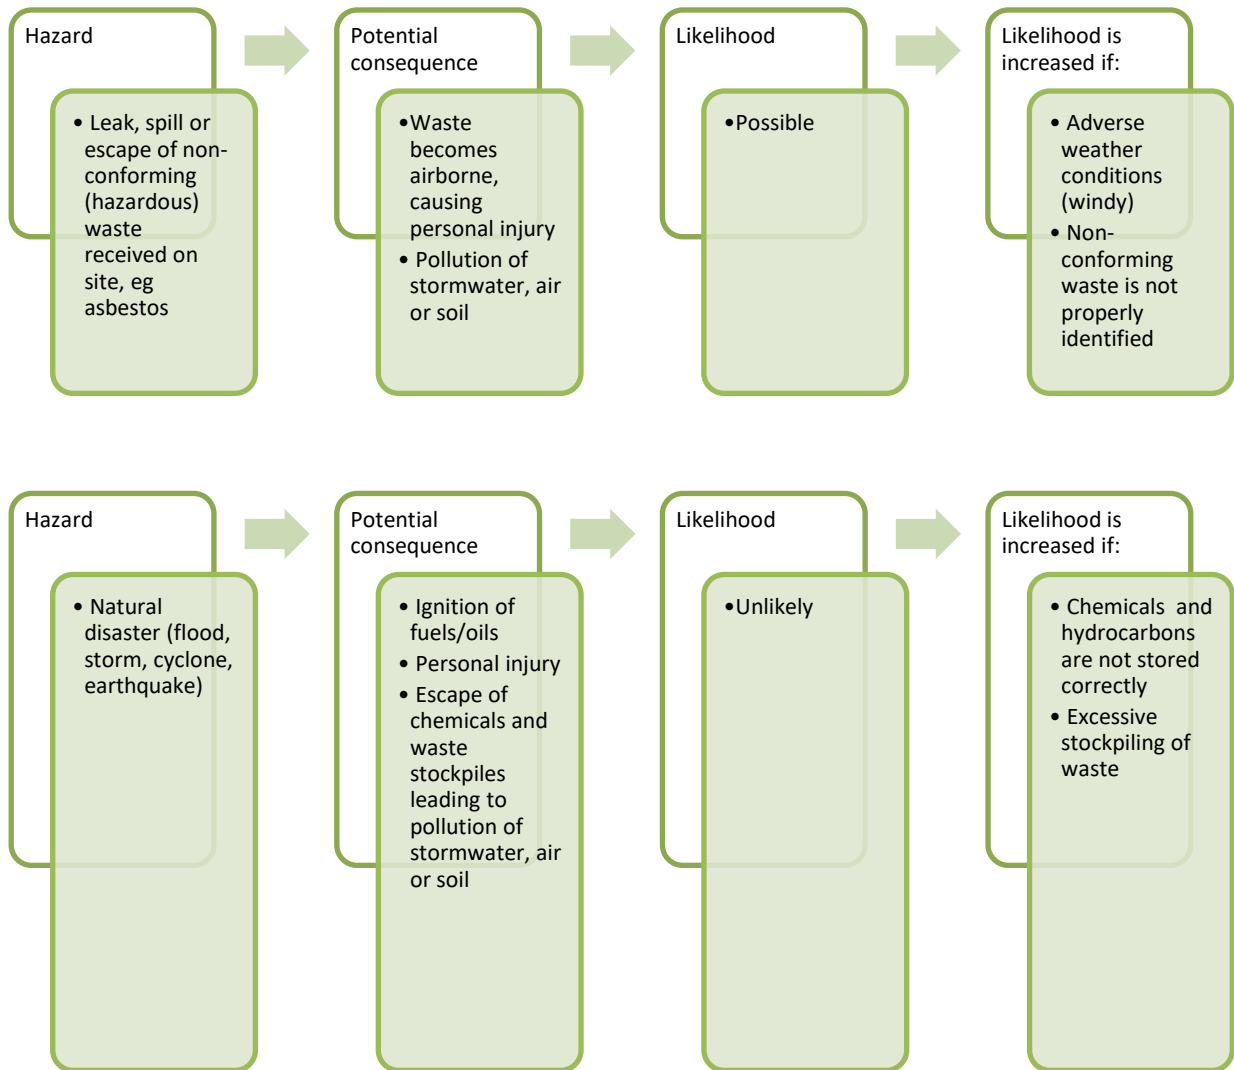 Hazard
• Leak, spill or
escape of non-
conforming
(hazardous)
waste
received on
site, eg
asbestos
Potential
consequence
•Waste
becomes
airborne,
causing
personal injury
• Pollution of
stormwater, air
or soil
Likelihood
•Possible
Likelihood is
increased if:
• Adverse
weather
conditions
(windy)
• Non-
conforming
waste is not
properly
identified
Hazard
• Natural
disaster (flood,
storm, cyclone,
earthquake)
Potential
consequence
• Ignition of
fuels/oils
• Personal injury
• Escape of
chemicals and
waste
stockpiles
leading to
pollution of
stormwater, air
or soil
Likelihood
•Unlikely
Likelihood is
increased if:
• Chemicals  and
hydrocarbons
are not stored
correctly
• Excessive
stockpiling of
waste